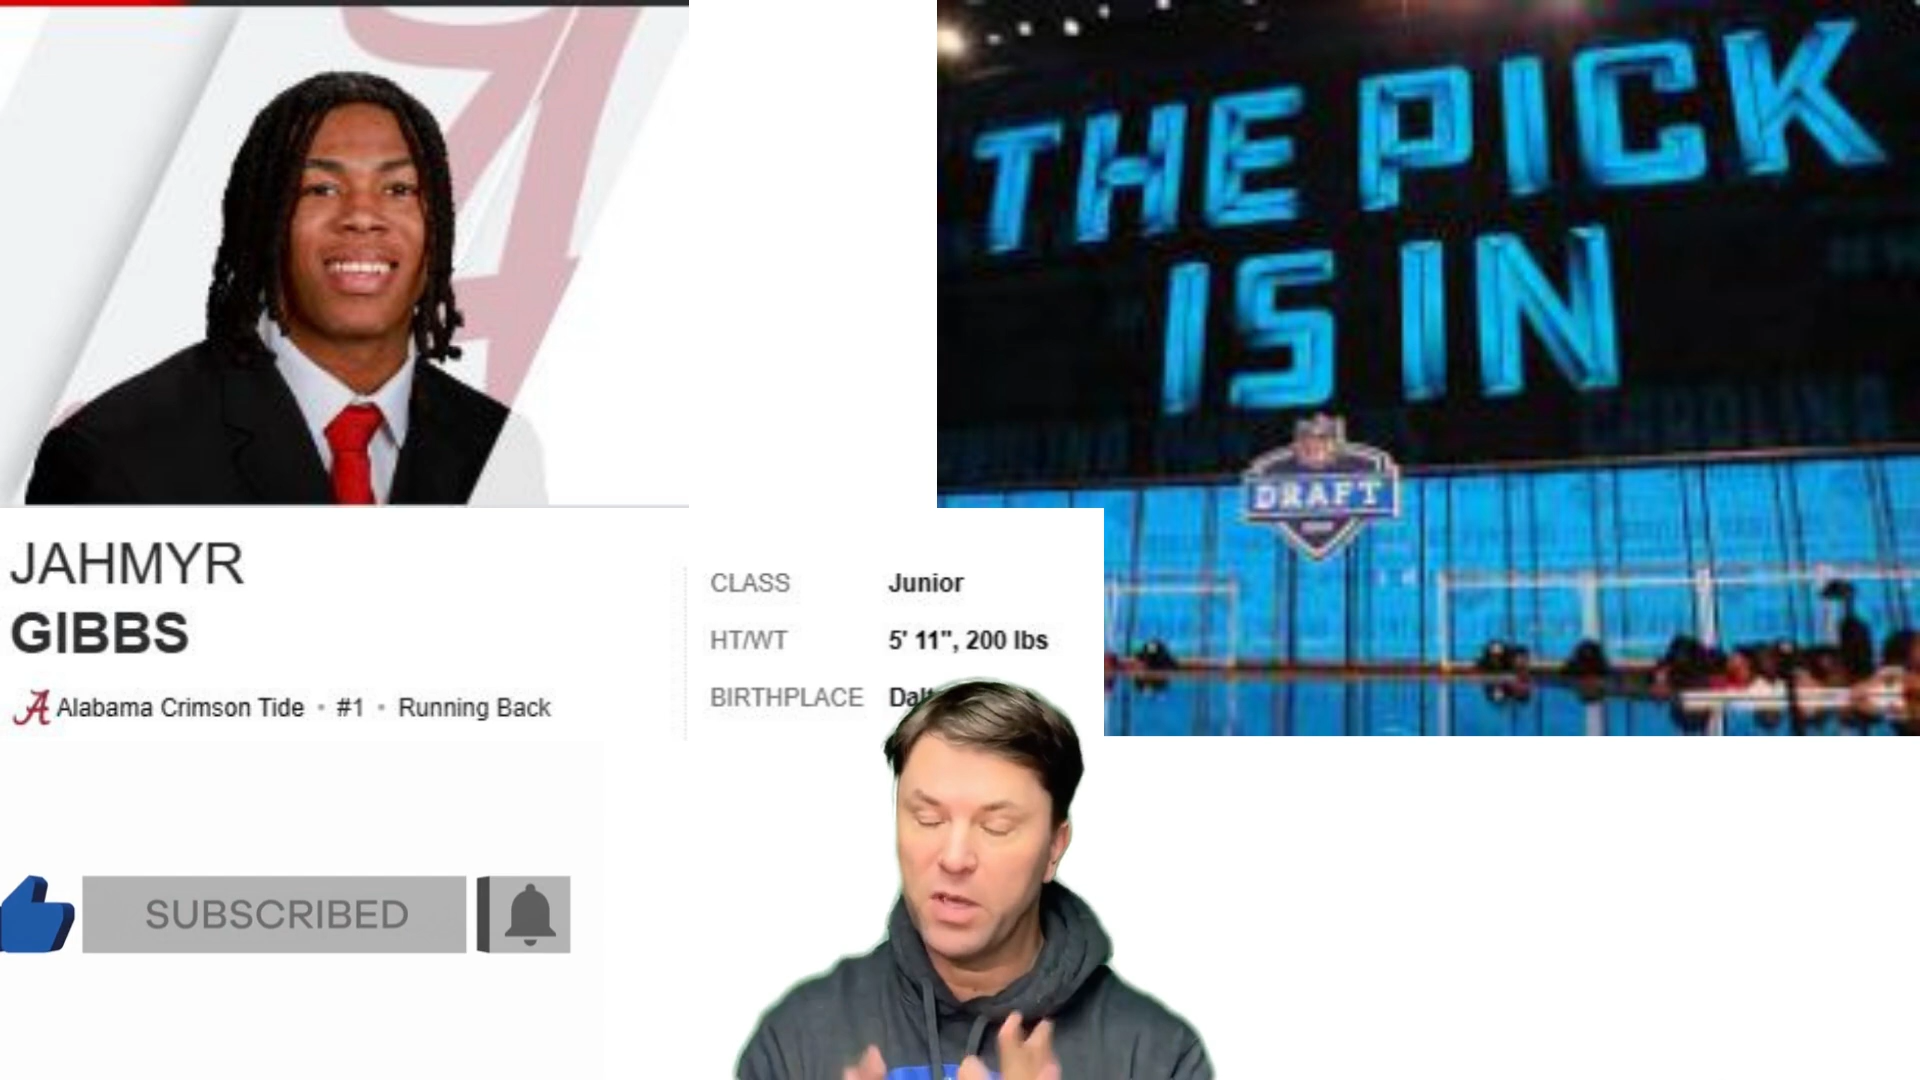 THE PICK
IS IN
DRAFT
JAHMYR
GIBBS
Alabama Crimson Tide • #1 • Running Back
CLASS Junior
HT/WT 5' 11", 200 lbs
BIRTHPLACE
SUBSCRIBED